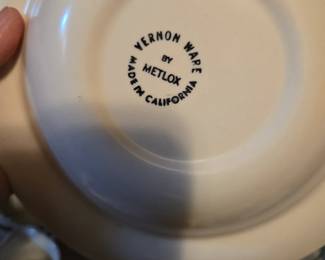 VERNON WARE
BY
METLOX
MADE IN CALIFORNIA